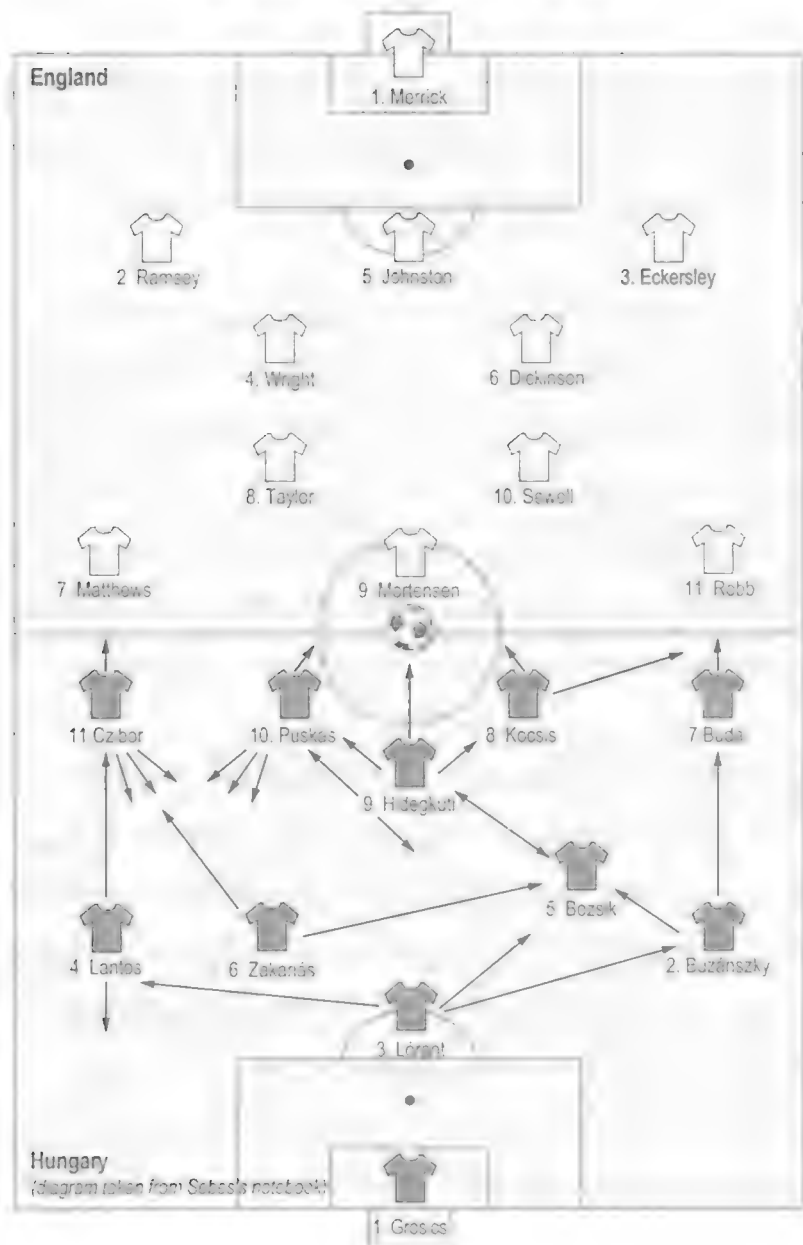 England
1. Merrick
2 Ramsey
5 Johnston
3. Eckersley
4. Wright
6 Dickinson
8. Taylor
10. Sewell
7 Matthews
9 Mortensen
11 Robb
11 Czibor
10. Puskás
8 Kocsis
7 Buda
9 Hidegkuti
5 Bozsik
4 Lantos
6 Zakariás
2. Buzánszky
3 Lóránt
Hungary
(diagram taken from Sebes's notebook)
1 Grosics